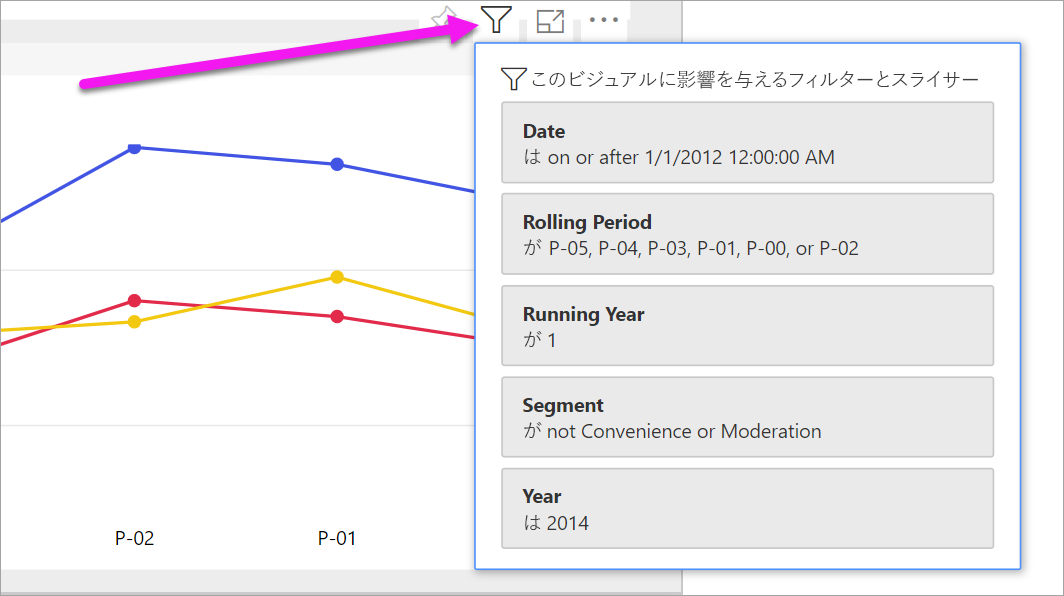 このビジュアルに影響を与えるフィルターとスライサー
Date
は on or after 1/1/2012 12:00:00 AM
Rolling Period
が P-05, P-04, P-03, P-01, P-00, or P-02
Running Year
が 1
Segment
が not Convenience or Moderation
Year
は 2014
P-02
P-01